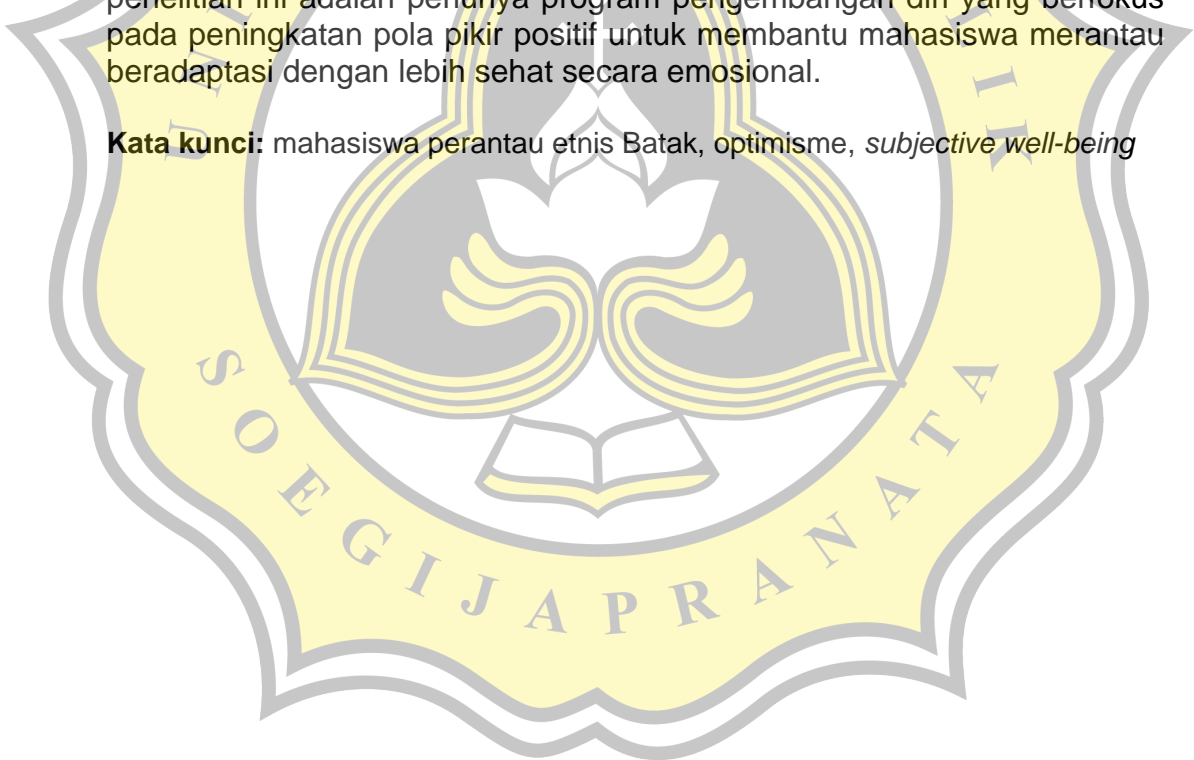 penelitian ini adalah perlunya program pengembangan diri yang berfokus
pada peningkatan pola pikir positif untuk membantu mahasiswa merantau
beradaptasi dengan lebih sehat secara emosional.
Kata kunci: mahasiswa perantau etnis Batak, optimisme, subjective well-being
SOEGIJAPRANATA